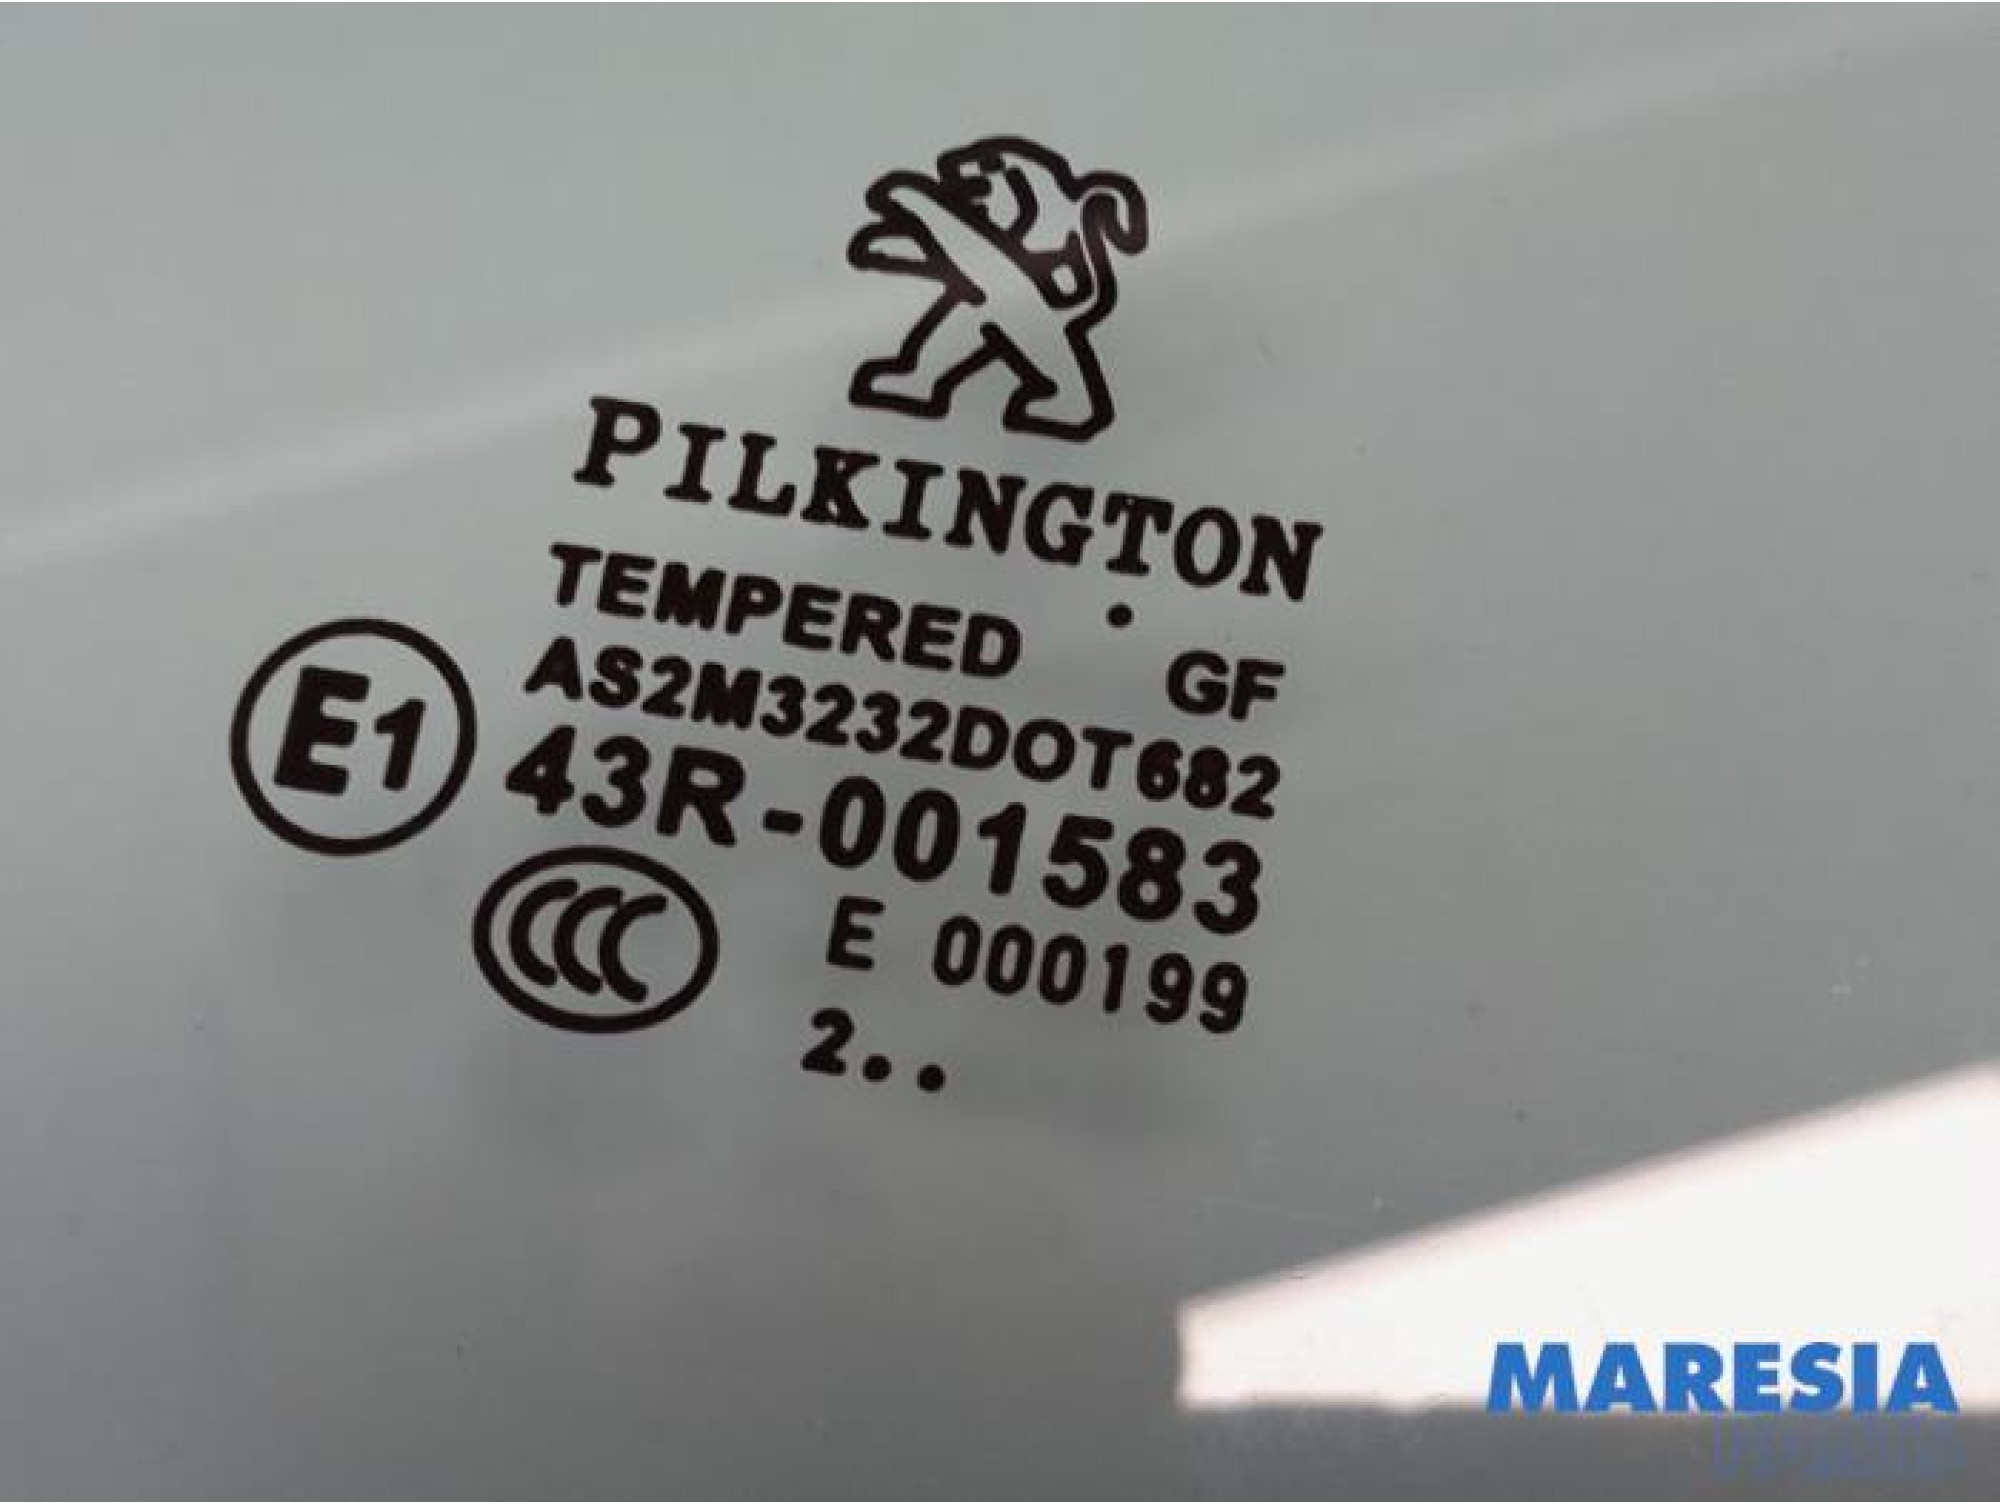 PILKINGTON
TEMPERED • GF
AS2M3232DOT682
E1
43R-001583
CCC
E 000199
2..
MARESIA